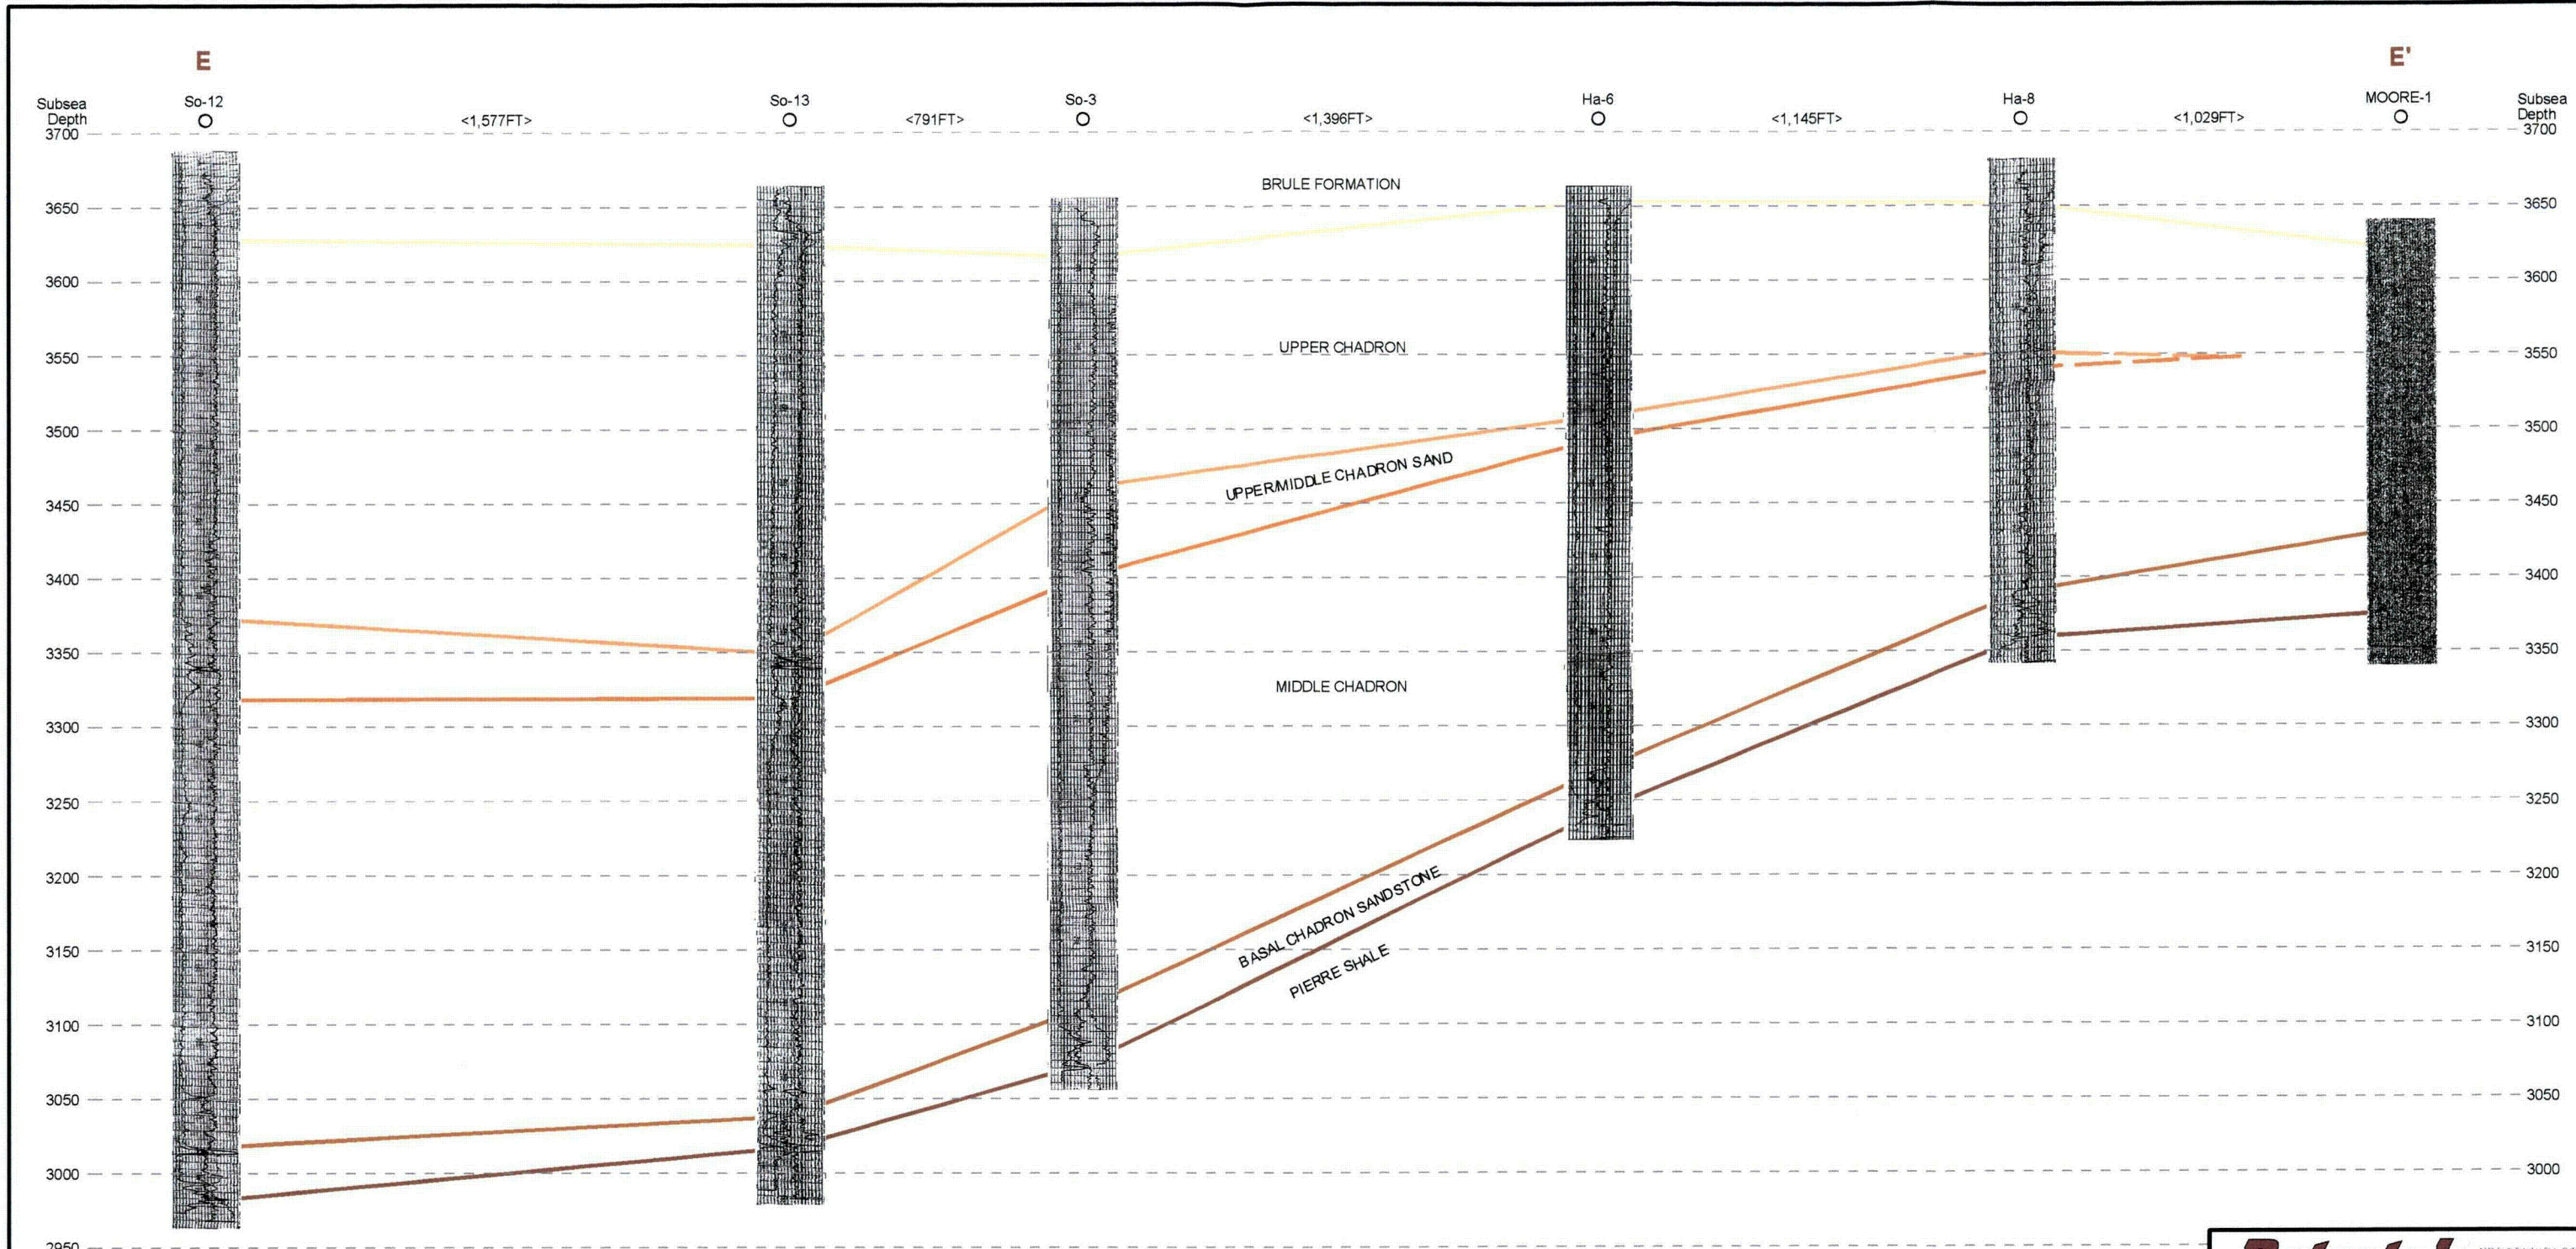 E
E'
Subsea
Depth
So-12
So-13
So-3
Ha-6
Ha-8
MOORE-1
Subsea
Depth
<1,577FT>
<791FT>
<1,396FT>
<1,145FT>
<1,029FT>
3700
3700
BRULE FORMATION
3650
3650
3600
3600
UPPER CHADRON
3550
3550
3500
3500
UPPER/MIDDLE CHADRON SAND
3450
3450
3400
3400
3350
3350
MIDDLE CHADRON
3300
3300
3250
3250
3200
3200
BASAL CHADRON SANDSTONE
PIERRE SHALE
3150
3150
3100
3100
3050
3050
3000
3000
2950